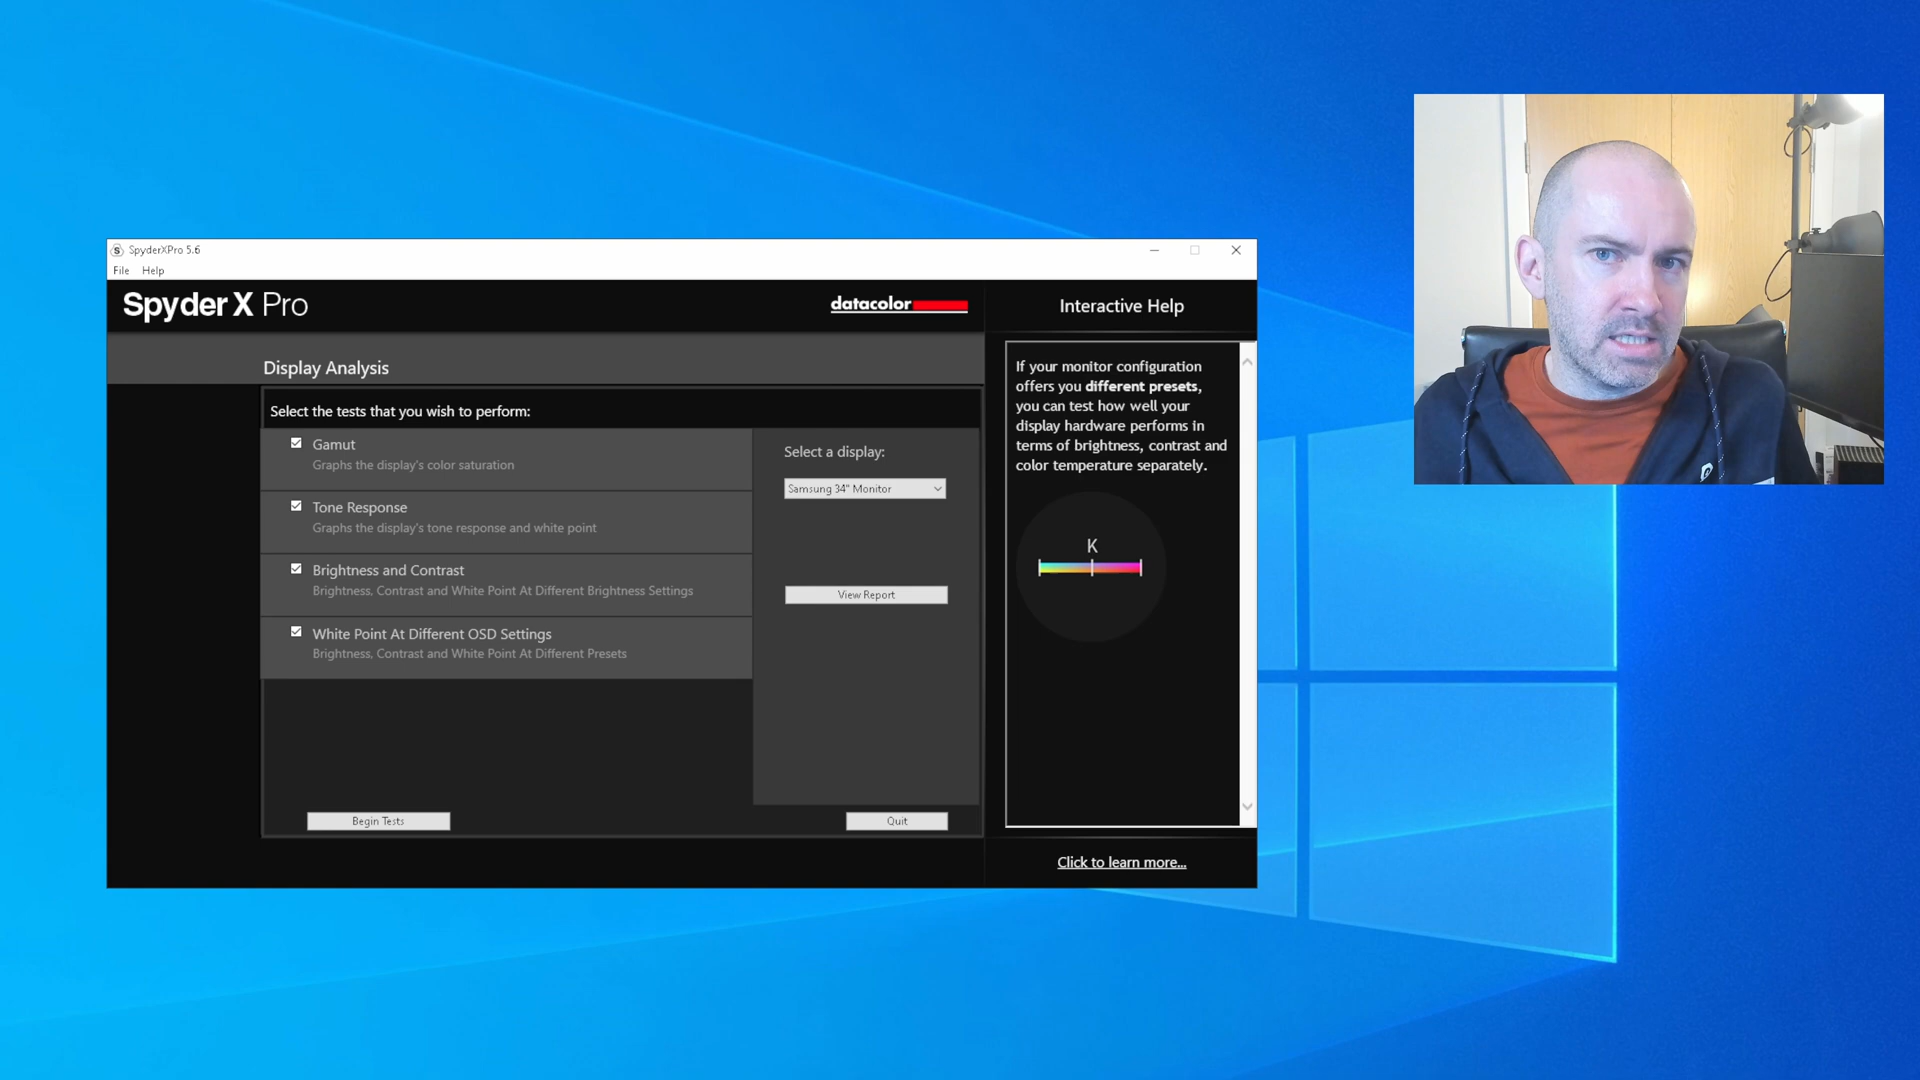 SpyderXPro 5.6
File Help
Spyder X Pro
datacolor
Interactive Help
Display Analysis
Select the tests that you wish to perform:
Gamut
Graphs the display's color saturation
Tone Response
Graphs the display's tone response and white point
Brightness and Contrast
Brightness, Contrast and White Point At Different Brightness Settings
White Point At Different OSD Settings
Brightness, Contrast and White Point At Different Presets
Select a display:
Samsung 34" Monitor
View Report
Begin Tests
Quit
If your monitor configuration
offers you different presets,
you can test how well your
display hardware performs in
terms of brightness, contrast and
color temperature separately.
K
Click to learn more...